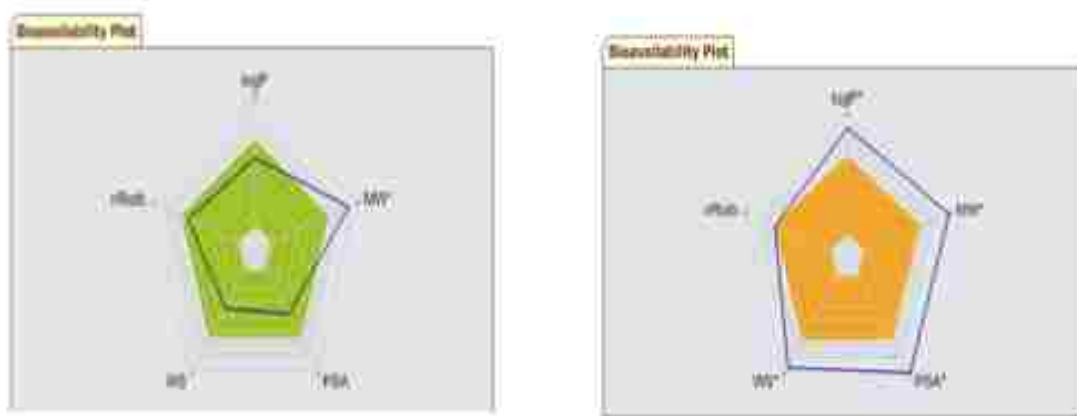 Bioavailability Plot
logP
nRotb
MW
WS
PSA
Bioavailability Plot
logP*
nRotb
MW*
WS*
PSA*